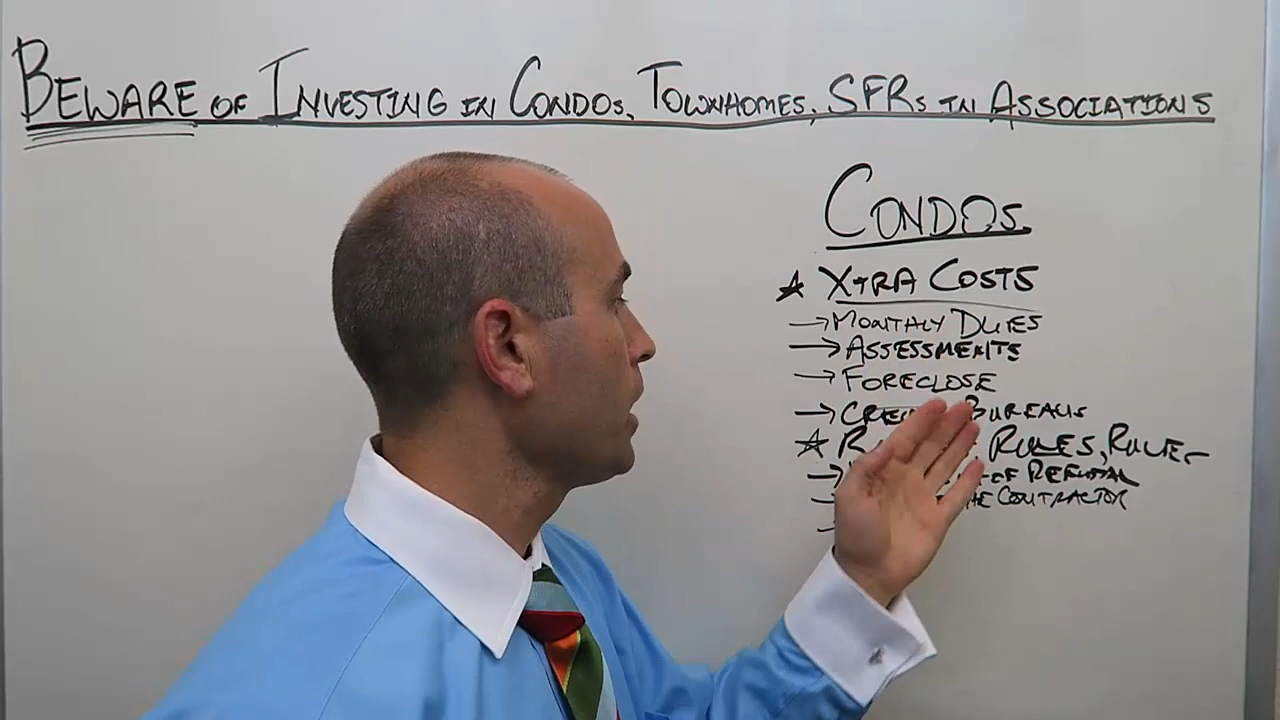 BEWARE OF INVESTING IN CONDOS, TOWNHOMES, SFRs IN ASSOCIATIONS
CONDOS
★ XTRA COSTS
→ MONTHLY DUES
→ ASSESSMENTS
→ FORECLOSE
→ BUREAUS
★ RULES, RULES
→ OF REFUSAL
→ THE CONTRACTOR